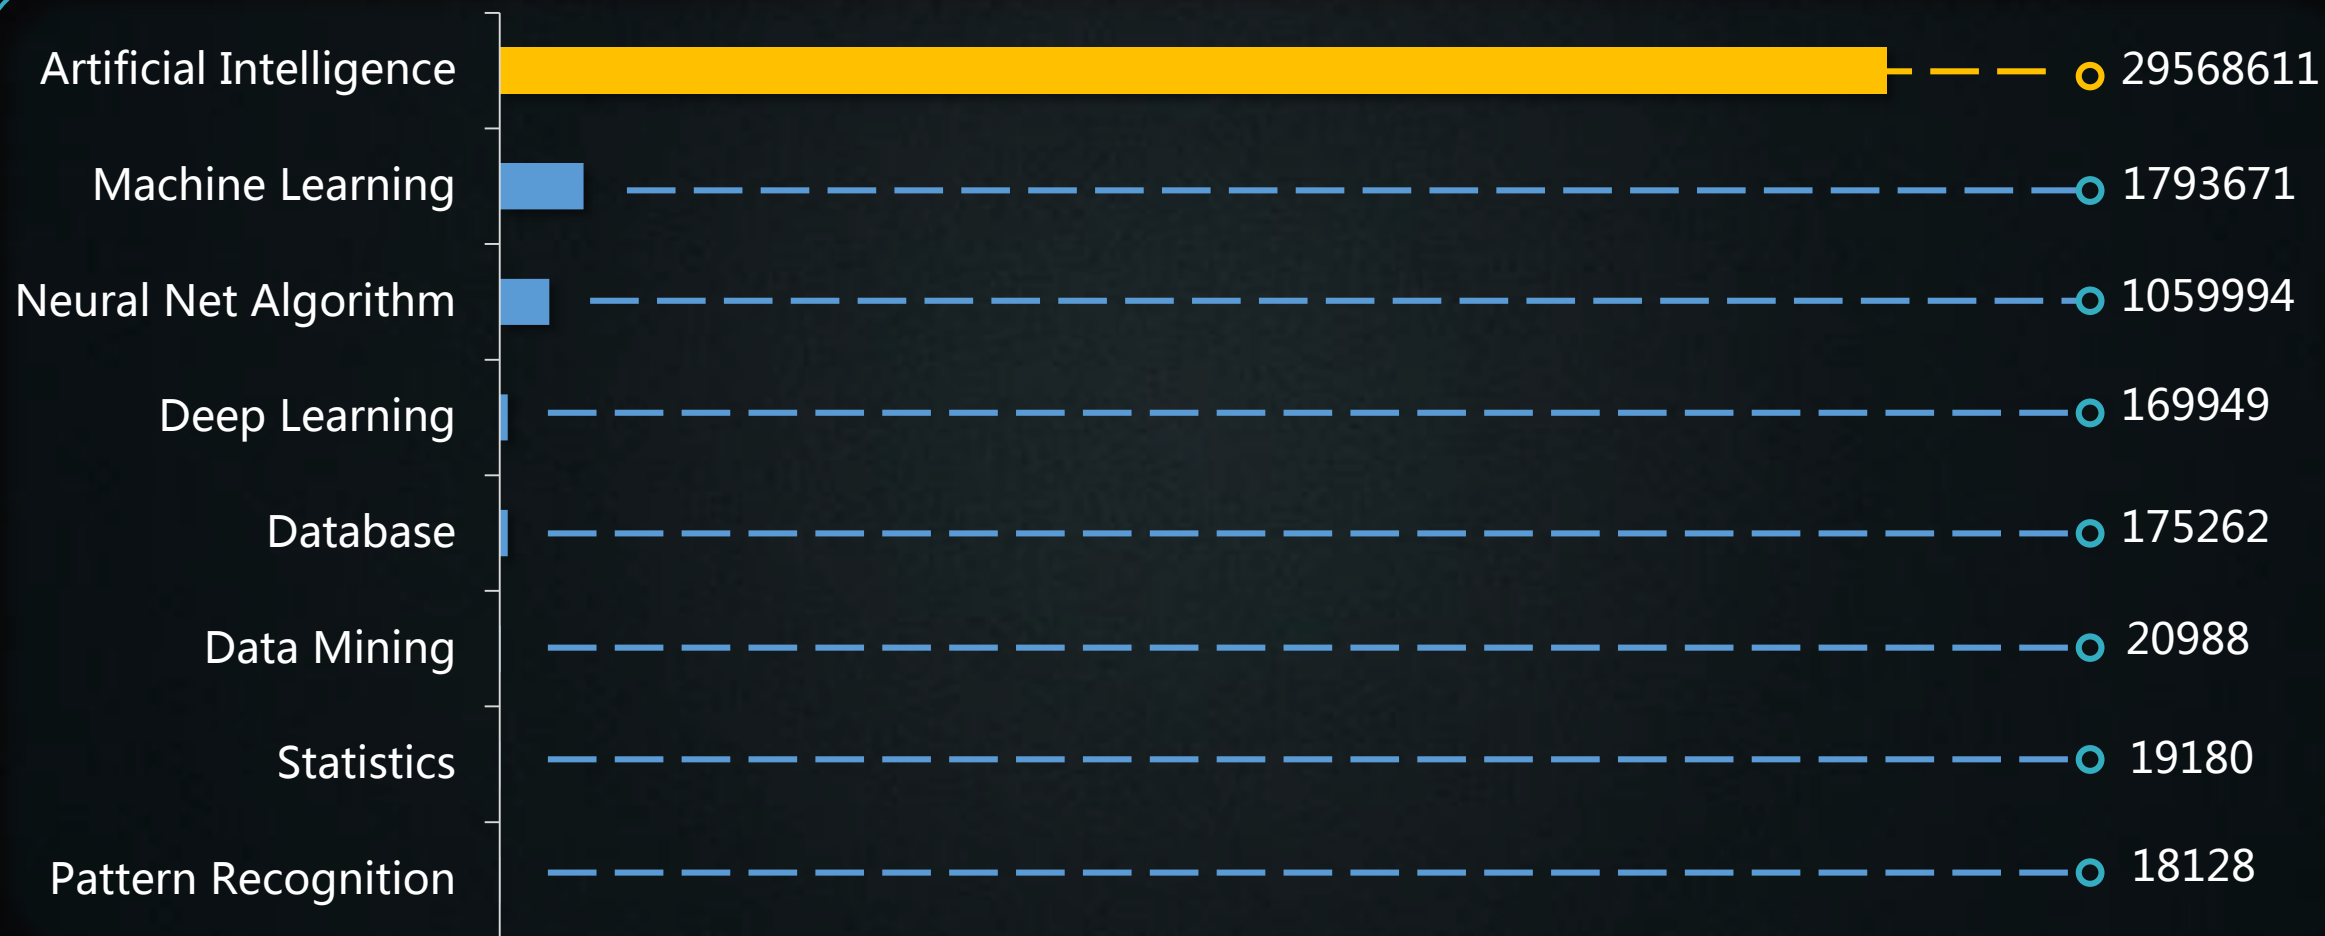 Artificial Intelligence 29568611
Machine Learning 1793671
Neural Net Algorithm 1059994
Deep Learning 169949
Database 175262
Data Mining 20988
Statistics 19180
Pattern Recognition 18128